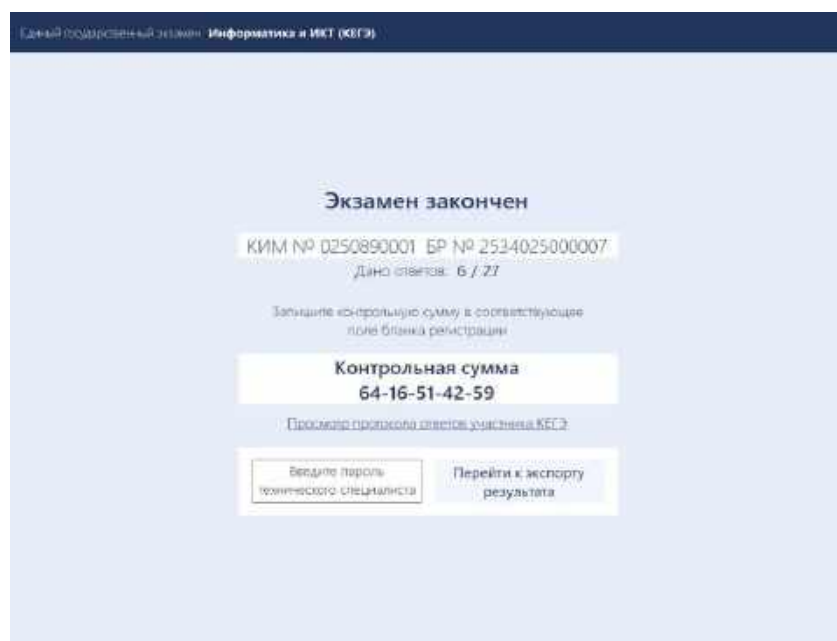 Единый государственный экзамен Информатика и ИКТ (КЕГЭ)
Экзамен закончен
КИМ № 0250890001 БР № 2534025000007
Дано ответов: 6 / 27
Запишите контрольную сумму в соответствующее
поле бланка регистрации
Контрольная сумма
64-16-51-42-59
Просмотр протокола ответов участника КЕГЭ
Введите пароль
технического специалиста
Перейти к экспорту
результата